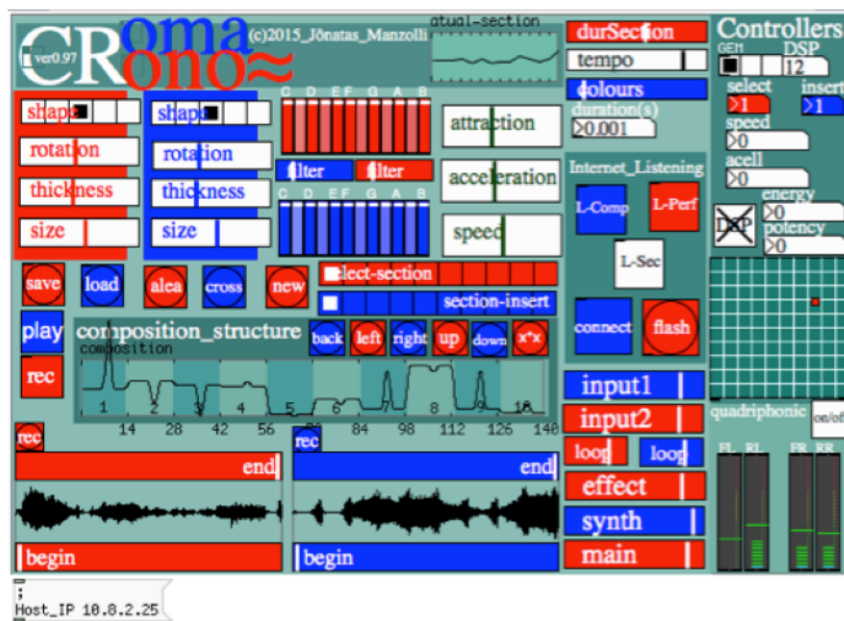 CRoma
CRono≈
ver0.97
(c)2015_Jônatas_Manzolli
atual-section
durSection
tempo
colours
duration(s)
>0.001
Controllers
GEM
DSP
12
select
insert
>1
>1
speed
>0
acell
>0
energy
>0
DSP
potency
>0
shape
rotation
thickness
size
shape
rotation
thickness
size
C D E F G A B
filter
filter
C D E F G A B
attraction
acceleration
speed
Internet_Listening
L-Comp
L-Perf
L-Sec
connect
flash
save
load
alea
cross
new
select-section
section-insert
play
rec
composition_structure
composition
back
left
right
up
down
x*x
1 2 3 4 5 6 7 8 9 10
14 28 42 56 84 98 112 126 140
rec
rec
end
end
begin
begin
input1
input2
loop
loop
effect
synth
main
quadriphonic
on/off
FL RL FR RR
;
Host_IP 10.8.2.25